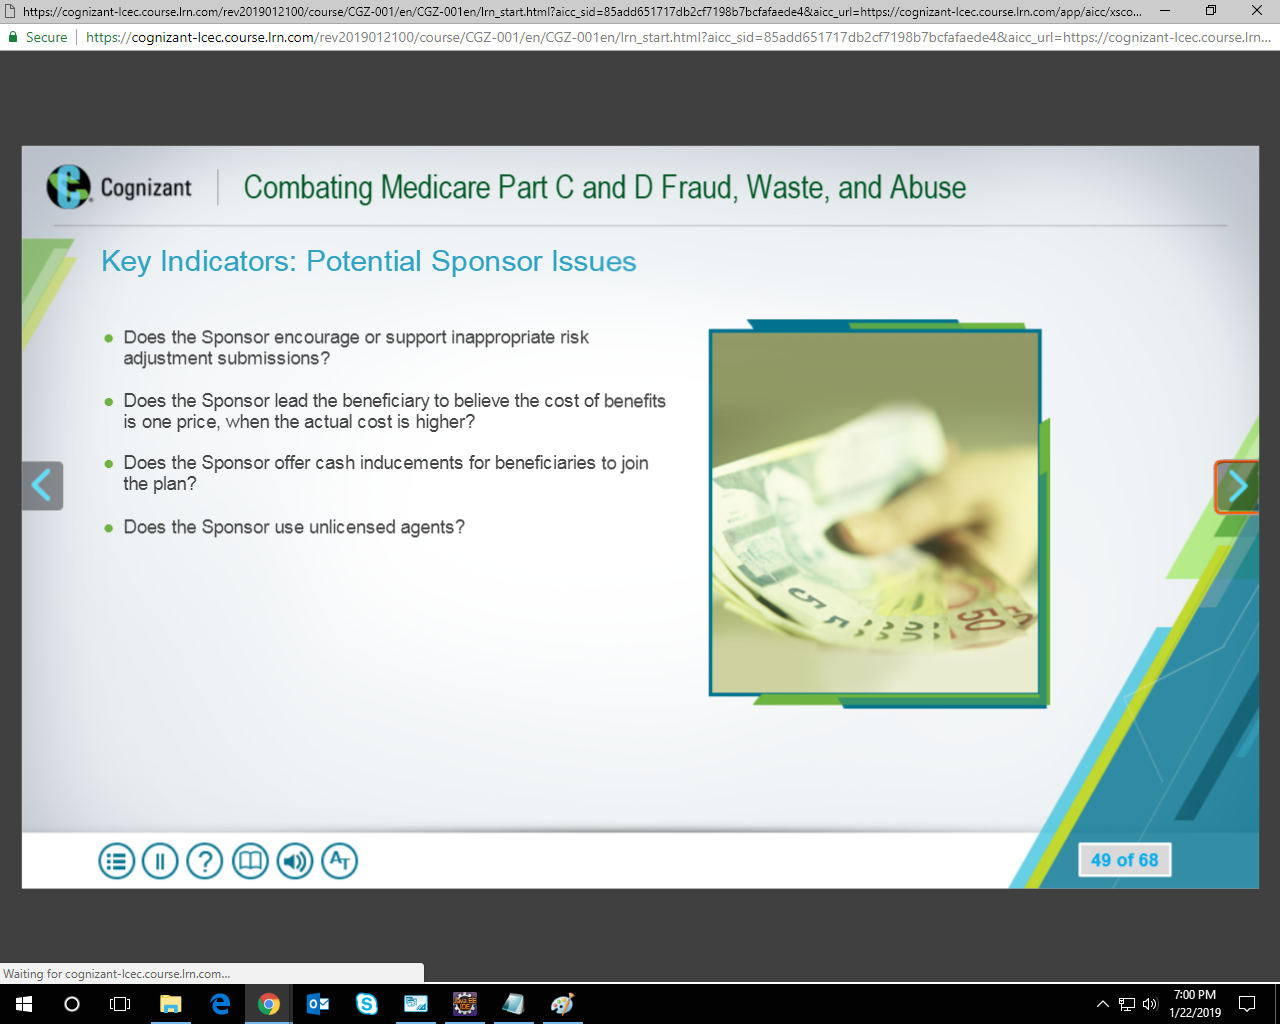 https://cognizant-lcec.course.lrn.com/rev2019012100/course/CGZ-001/en/CGZ-001en/lrn_start.html?aicc_sid=85add651717db2cf7198b7bcfafaede4&aicc_url=https://cognizant-lcec.course.lrn.com/app/aicc/xsco...
Secure https://cognizant-lcec.course.lrn.com/rev2019012100/course/CGZ-001/en/CGZ-001en/lrn_start.html?aicc_sid=85add651717db2cf7198b7bcfafaede4&aicc_url=https://cognizant-lcec.course.lrn...
Cognizant Combating Medicare Part C and D Fraud, Waste, and Abuse
Key Indicators: Potential Sponsor Issues
Does the Sponsor encourage or support inappropriate risk
adjustment submissions?
Does the Sponsor lead the beneficiary to believe the cost of benefits
is one price, when the actual cost is higher?
Does the Sponsor offer cash inducements for beneficiaries to join
the plan?
Does the Sponsor use unlicensed agents?
5
50
49 of 68
Waiting for cognizant-lcec.course.lrn.com...
7:00 PM
1/22/2019